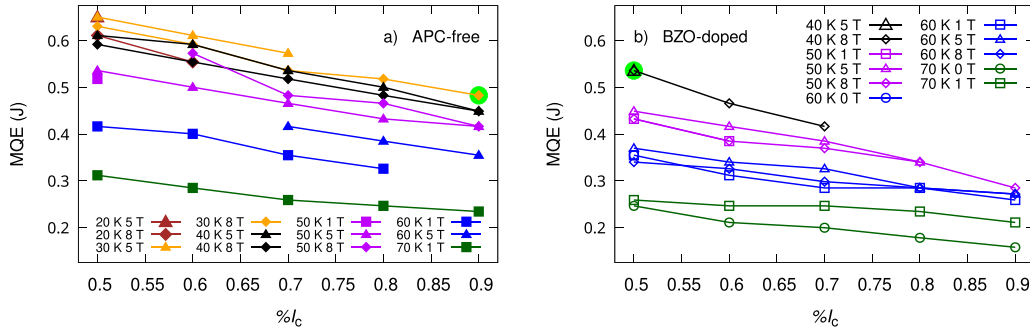 a) APC-free
MQE (J)
0.6
0.5
0.4
0.3
0.2
20 K 5 T 30 K 8 T 50 K 1 T 60 K 1 T
20 K 8 T 40 K 5 T 50 K 5 T 60 K 5 T
30 K 5 T 40 K 8 T 50 K 8 T 70 K 1 T
0.5 0.55 0.6 0.65 0.7 0.75 0.8 0.85 0.9
%Ic
b) BZO-doped
40 K 5 T 60 K 1 T
40 K 8 T 60 K 5 T
50 K 1 T 60 K 8 T
50 K 5 T 70 K 0 T
50 K 8 T 70 K 1 T
60 K 0 T
MQE (J)
0.6
0.5
0.4
0.3
0.2
0.5 0.55 0.6 0.65 0.7 0.75 0.8 0.85 0.9
%Ic